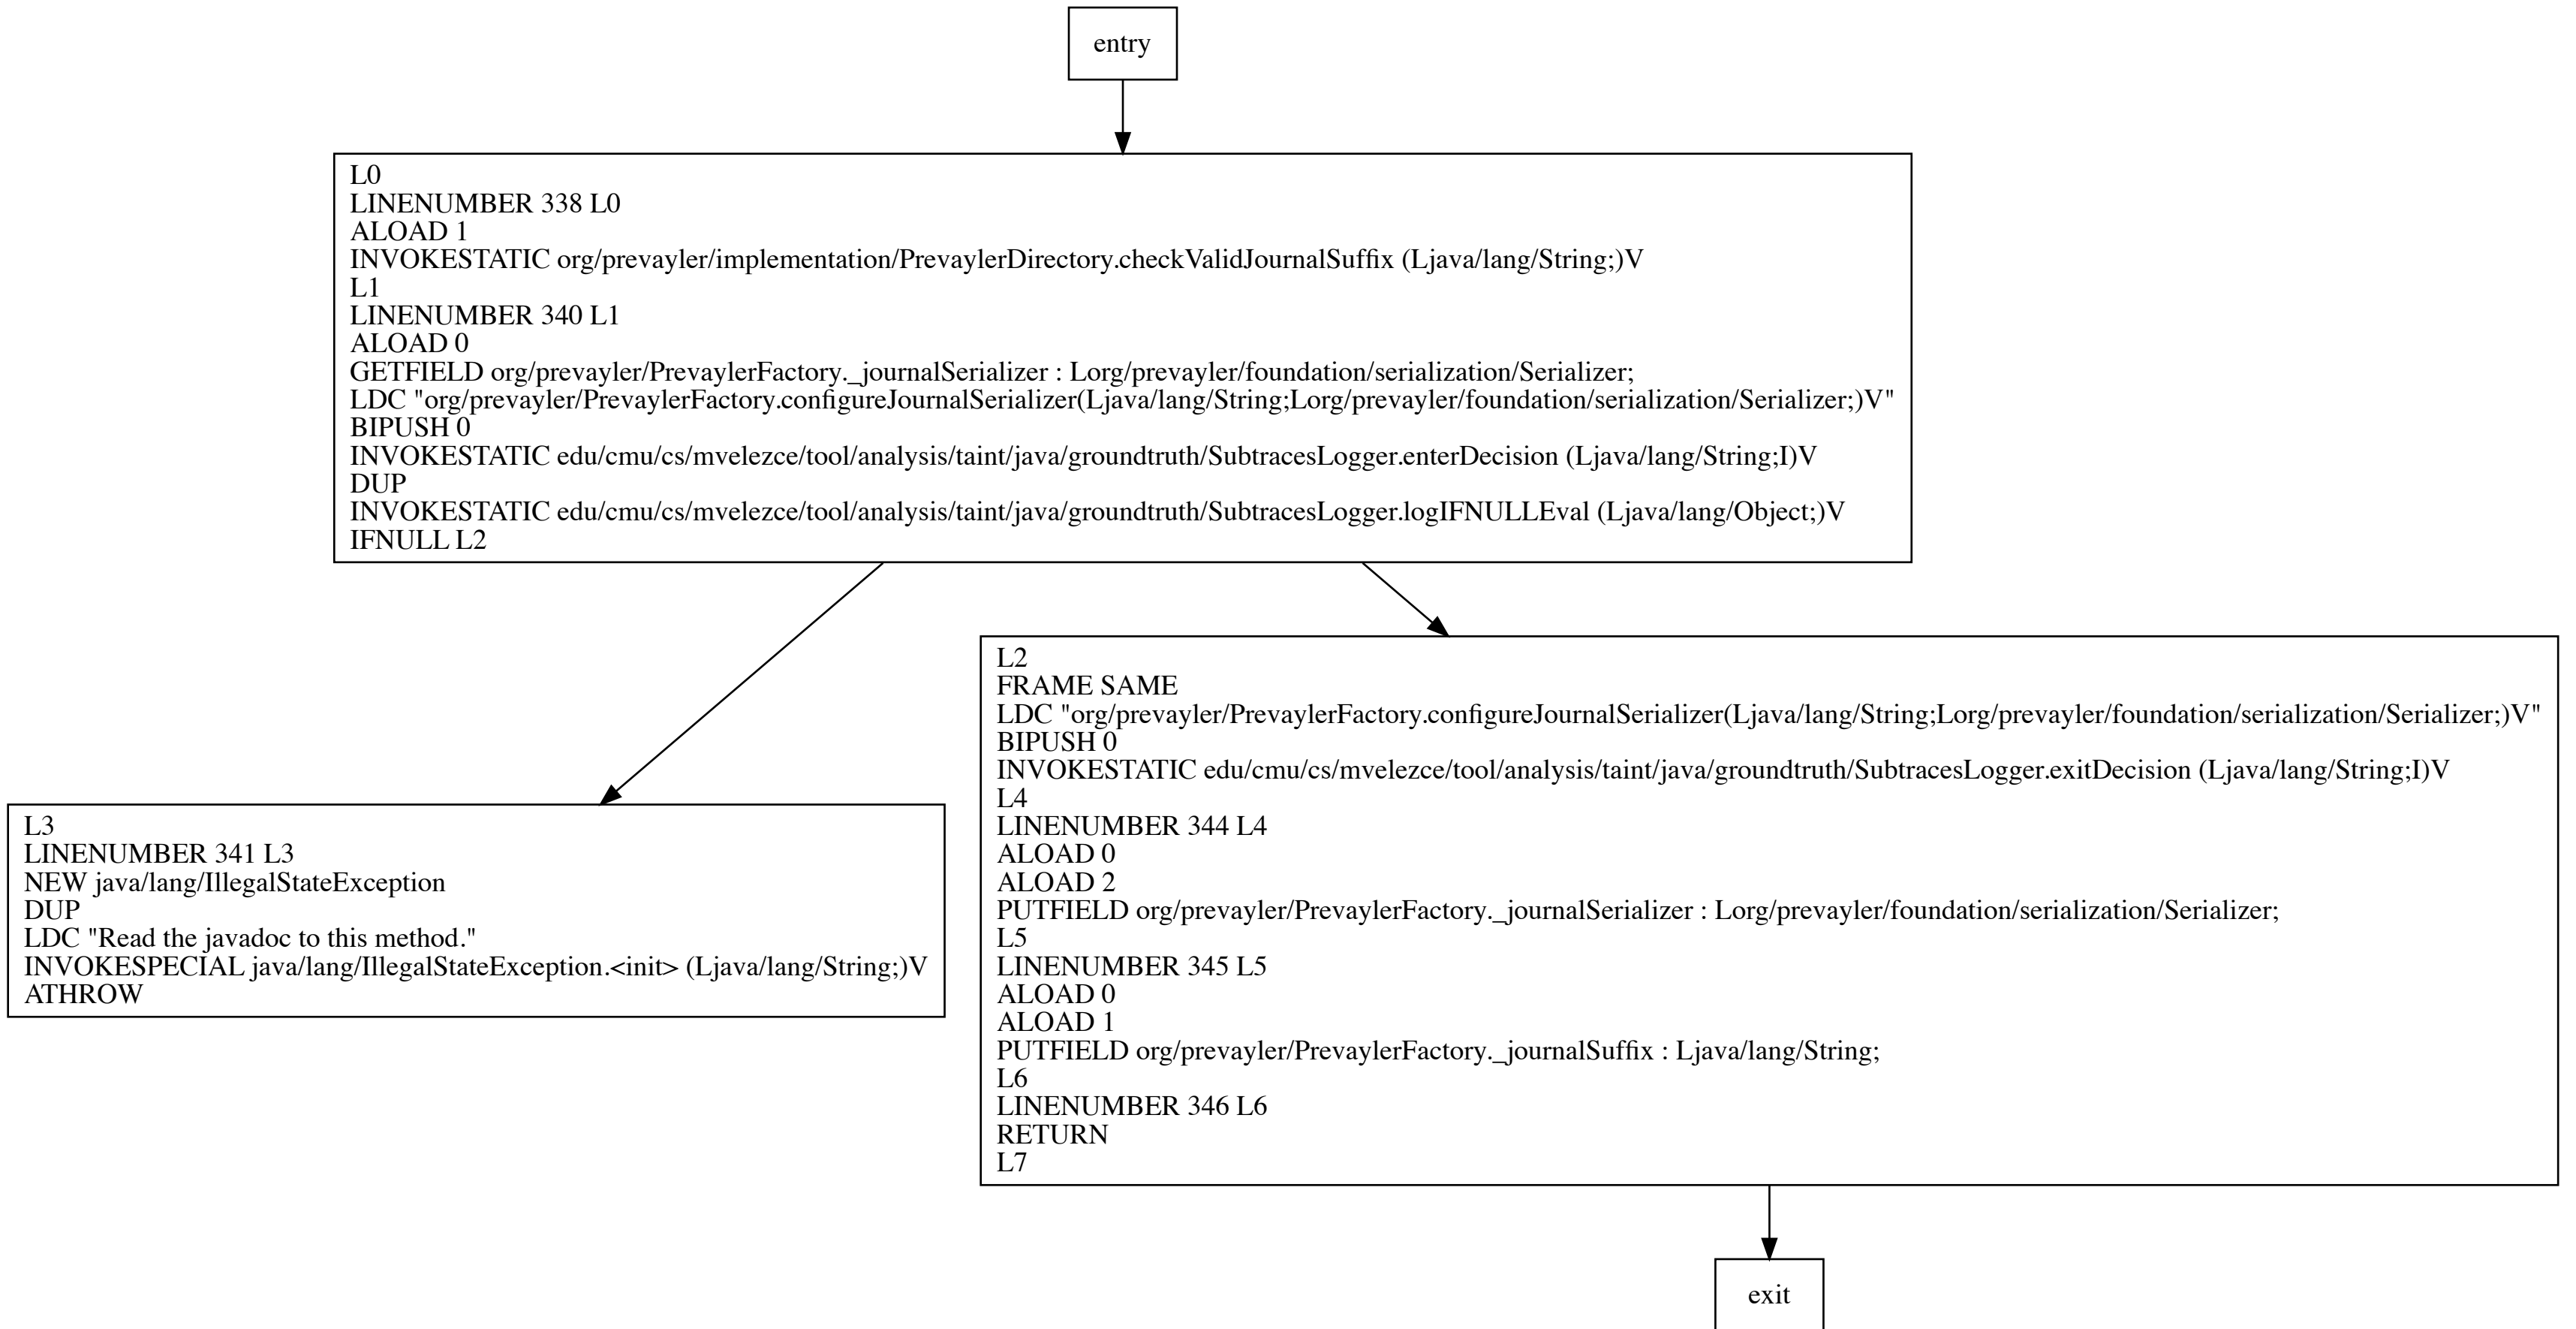 entry
L0
LINENUMBER 338 L0
ALOAD 1
INVOKESTATIC org/prevayler/implementation/PrevaylerDirectory.checkValidJournalSuffix (Ljava/lang/String;)V
L1
LINENUMBER 340 L1
ALOAD 0
GETFIELD org/prevayler/PrevaylerFactory._journalSerializer : Lorg/prevayler/foundation/serialization/Serializer;
LDC "org/prevayler/PrevaylerFactory.configureJournalSerializer(Ljava/lang/String;Lorg/prevayler/foundation/serialization/Serializer;)V"
BIPUSH 0
INVOKESTATIC edu/cmu/cs/mvelezce/tool/analysis/taint/java/groundtruth/SubtracesLogger.enterDecision (Ljava/lang/String;I)V
DUP
INVOKESTATIC edu/cmu/cs/mvelezce/tool/analysis/taint/java/groundtruth/SubtracesLogger.logIFNULLEval (Ljava/lang/Object;)V
IFNULL L2
L3
LINENUMBER 341 L3
NEW java/lang/IllegalStateException
DUP
LDC "Read the javadoc to this method."
INVOKESPECIAL java/lang/IllegalStateException.<init> (Ljava/lang/String;)V
ATHROW
L2
FRAME SAME
LDC "org/prevayler/PrevaylerFactory.configureJournalSerializer(Ljava/lang/String;Lorg/prevayler/foundation/serialization/Serializer;)V"
BIPUSH 0
INVOKESTATIC edu/cmu/cs/mvelezce/tool/analysis/taint/java/groundtruth/SubtracesLogger.exitDecision (Ljava/lang/String;I)V
L4
LINENUMBER 344 L4
ALOAD 0
ALOAD 2
PUTFIELD org/prevayler/PrevaylerFactory._journalSerializer : Lorg/prevayler/foundation/serialization/Serializer;
L5
LINENUMBER 345 L5
ALOAD 0
ALOAD 1
PUTFIELD org/prevayler/PrevaylerFactory._journalSuffix : Ljava/lang/String;
L6
LINENUMBER 346 L6
RETURN
L7
exit